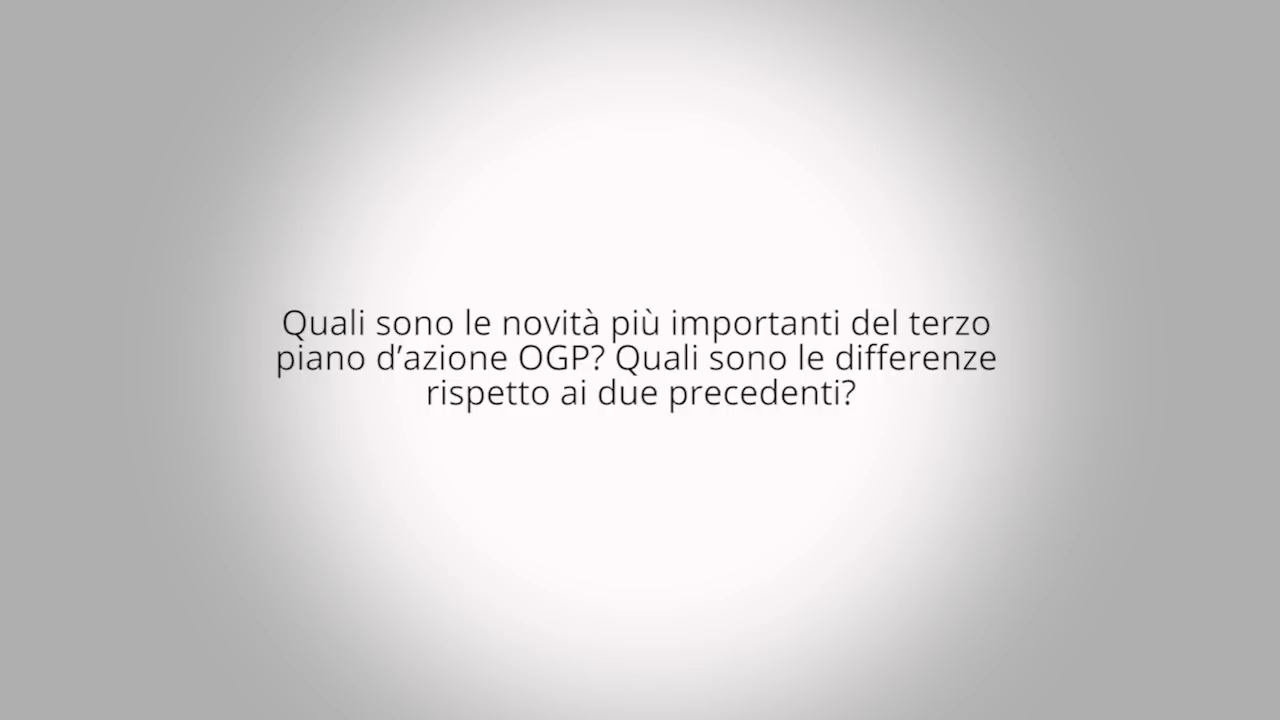 Quali sono le novità più importanti del terzo
piano d’azione OGP? Quali sono le differenze
rispetto ai due precedenti?